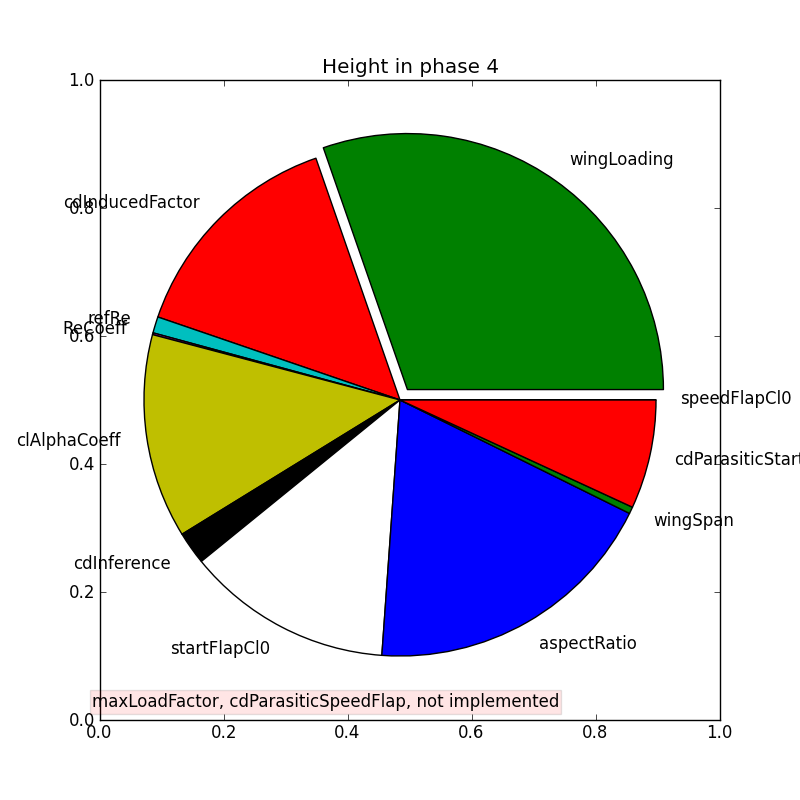 Height in phase 4
1.0
wingLoading
cdInducedFactor
0.8
refRe
ReCoeff
0.6
speedFlapCl0
clAlphaCoeff
cdParasiticStart
0.4
wingSpan
cdInference
0.2
aspectRatio
startFlapCl0
maxLoadFactor, cdParasiticSpeedFlap, not implemented
0.0
0.0 0.2 0.4 0.6 0.8 1.0